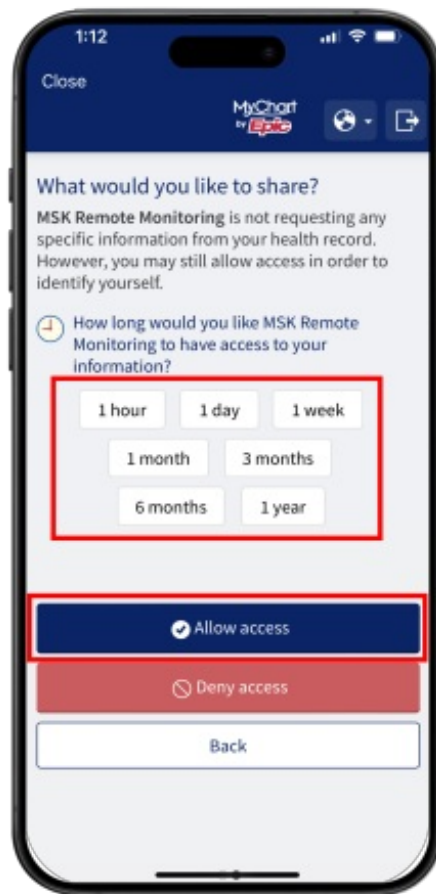 1:12
Close
MyChart
by Epic
What would you like to share?
MSK Remote Monitoring is not requesting any
specific information from your health record.
However, you may still allow access in order to
identify yourself.
How long would you like MSK Remote
Monitoring to have access to your
information?
1 hour 1 day 1 week
1 month 3 months
6 months 1 year
Allow access
Deny access
Back